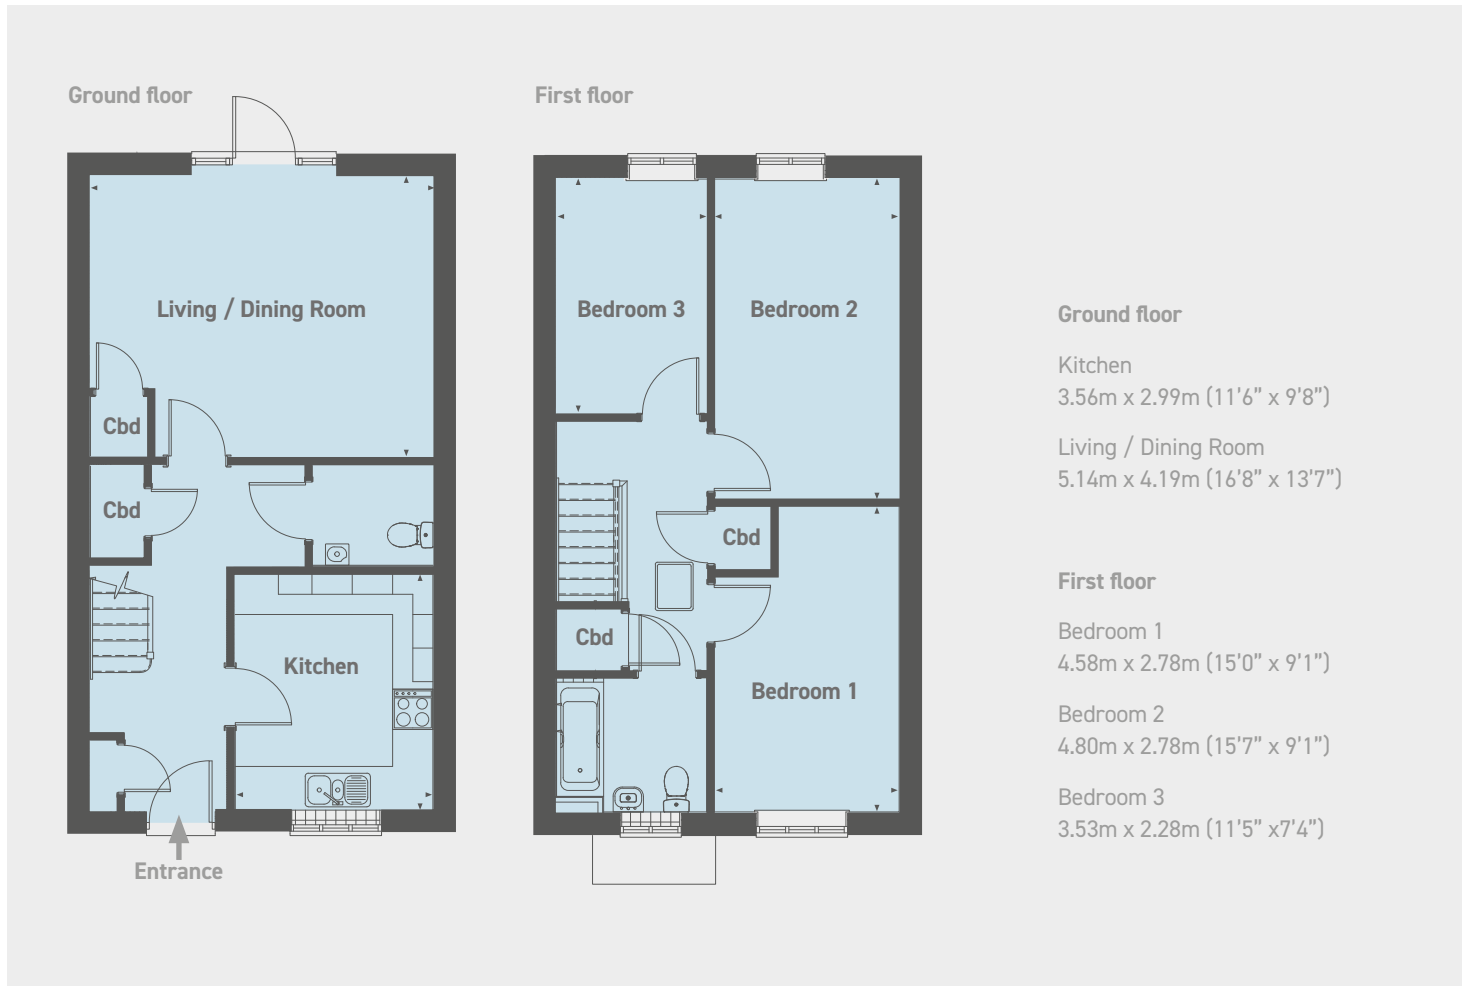 Ground floor
First floor
Living / Dining Room
Cbd
Cbd
Kitchen
Entrance
Bedroom 3
Bedroom 2
Cbd
Cbd
Bedroom 1
Ground floor
Kitchen
3.56m x 2.99m (11’6” x 9’8”)
Living / Dining Room
5.14m x 4.19m (16’8” x 13’7”)
First floor
Bedroom 1
4.58m x 2.78m (15’0” x 9’1”)
Bedroom 2
4.80m x 2.78m (15’7” x 9’1”)
Bedroom 3
3.53m x 2.28m (11’5” x7’4”)